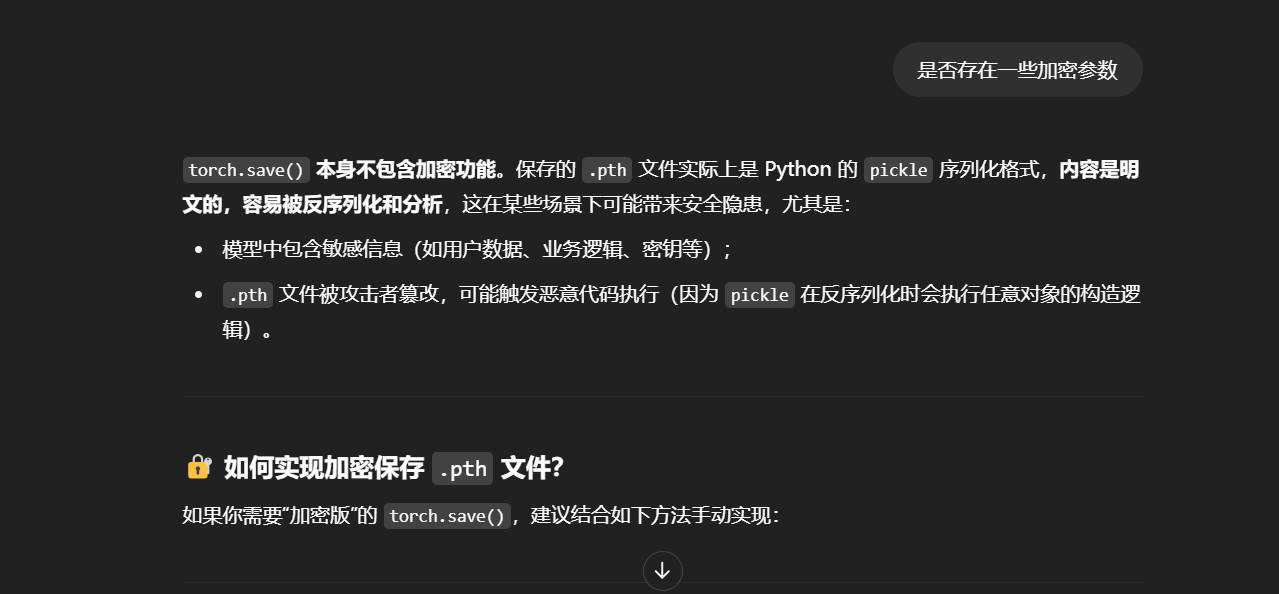 是否存在一些加密参数
torch.save() 本身不包含加密功能。保存的 .pth 文件实际上是 Python 的 pickle 序列化格式，内容是明
文的，容易被反序列化和分析，这在某些场景下可能带来安全隐患，尤其是：
• 模型中包含敏感信息（如用户数据、业务逻辑、密钥等）；
• .pth 文件被攻击者篡改，可能触发恶意代码执行（因为 pickle 在反序列化时会执行任意对象的构造逻
辑）。
🔐 如何实现加密保存 .pth 文件？
如果你需要“加密版”的 torch.save()，建议结合如下方法手动实现：